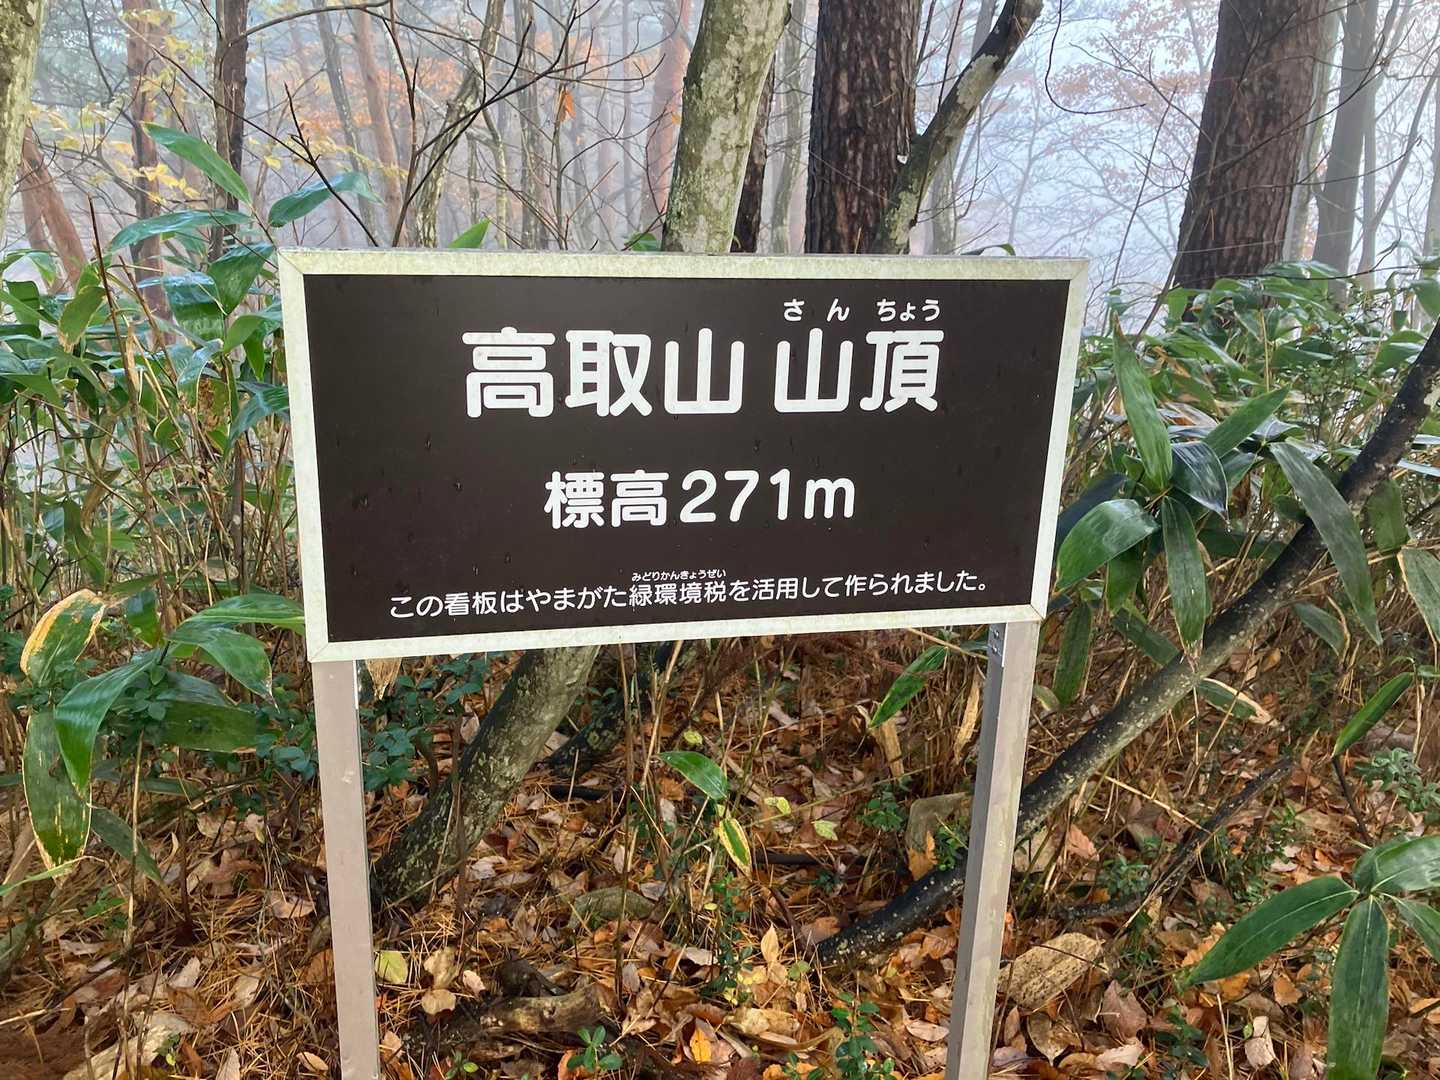 さんちょう
高取山 山頂
標高271m
みどりかんきょうぜい
この看板はやまがた緑環境税を活用して作られました。